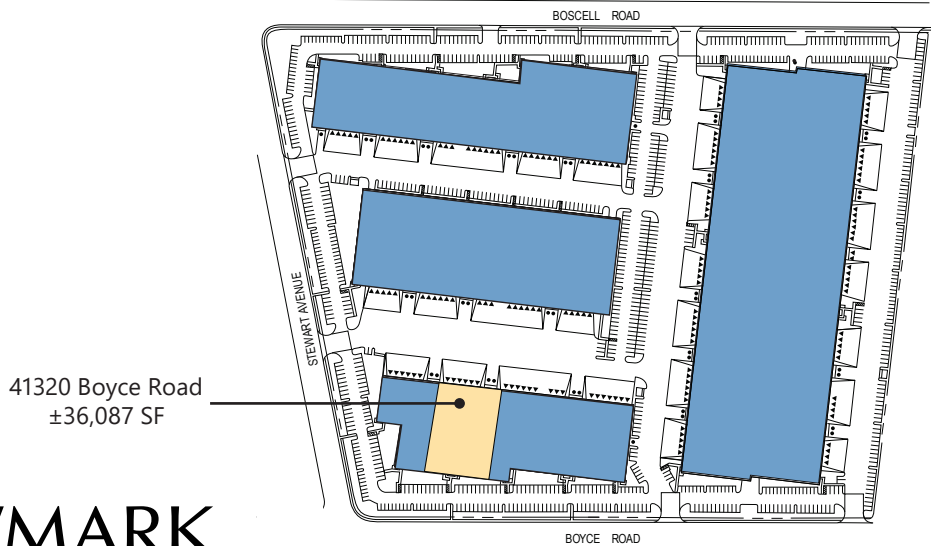 BOSCELL ROAD
STEWART AVENUE
41320 Boyce Road
±36,087 SF
BOYCE ROAD